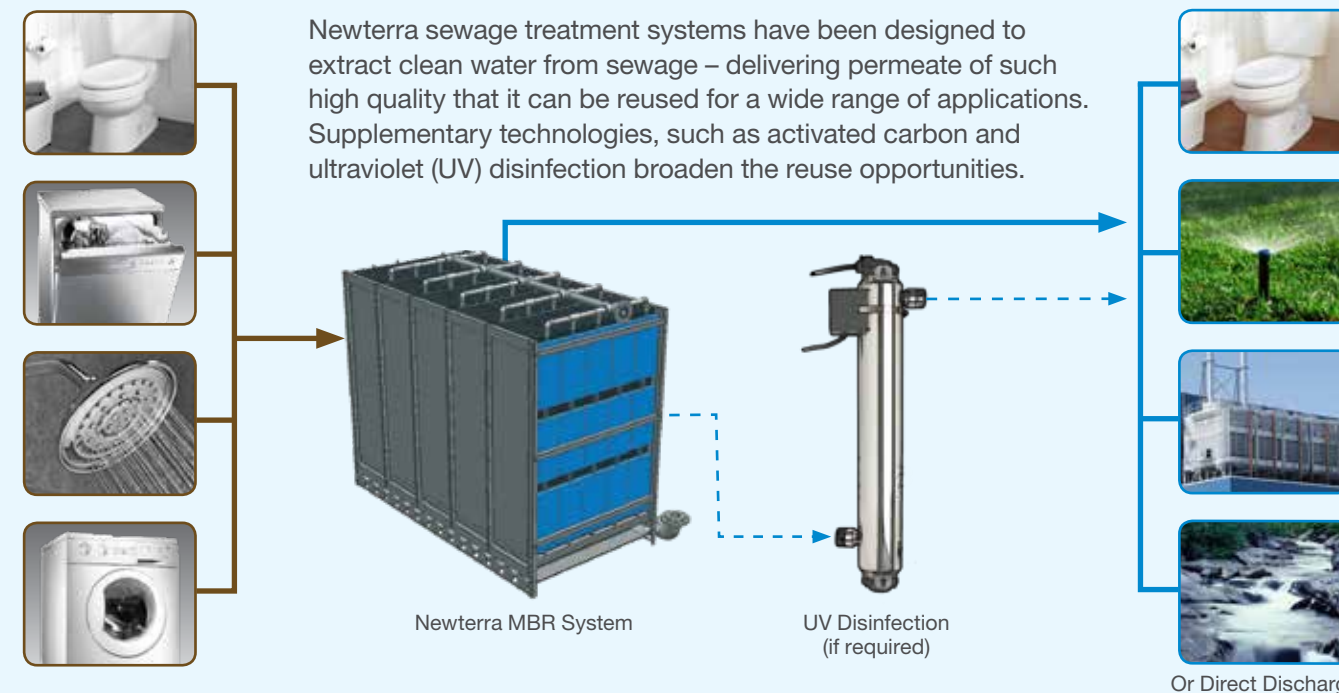 Newterra sewage treatment systems have been designed to
extract clean water from sewage – delivering permeate of such
high quality that it can be reused for a wide range of applications.
Supplementary technologies, such as activated carbon and
ultraviolet (UV) disinfection broaden the reuse opportunities.
Newterra MBR System
UV Disinfection
(if required)
Or Direct